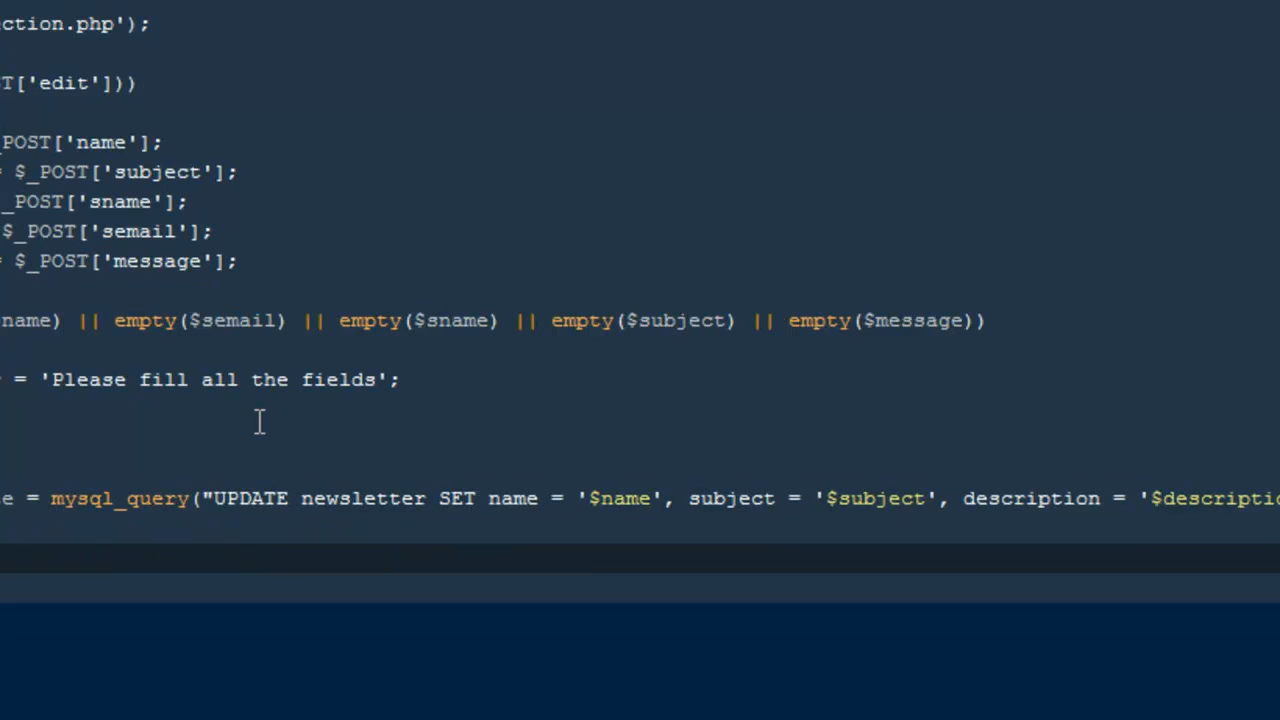 ction.php');
T['edit']))
_POST['name'];
= $_POST['subject'];
_POST['sname'];
$_POST['semail'];
= $_POST['message'];
name) || empty($semail) || empty($sname) || empty($subject) || empty($message))
= 'Please fill all the fields';
e = mysql_query("UPDATE newsletter SET name = '$name', subject = '$subject', description = '$descriptio